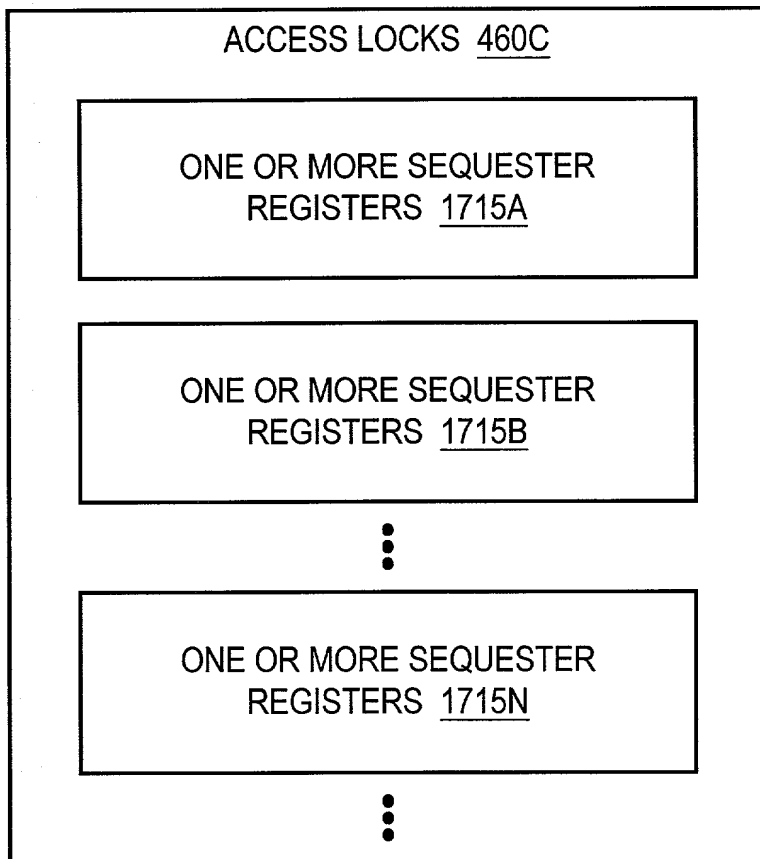 ACCESS LOCKS 460C
ONE OR MORE SEQUESTER
REGISTERS 1715A
ONE OR MORE SEQUESTER
REGISTERS 1715B
ONE OR MORE SEQUESTER
REGISTERS 1715N